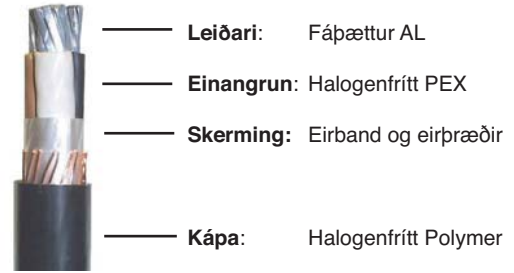 Leiðari: Fáþættur AL
Einangrun: Halogenfrítt PEX
Skerming: Eirband og eirþræðir
Kápa: Halogenfrítt Polymer